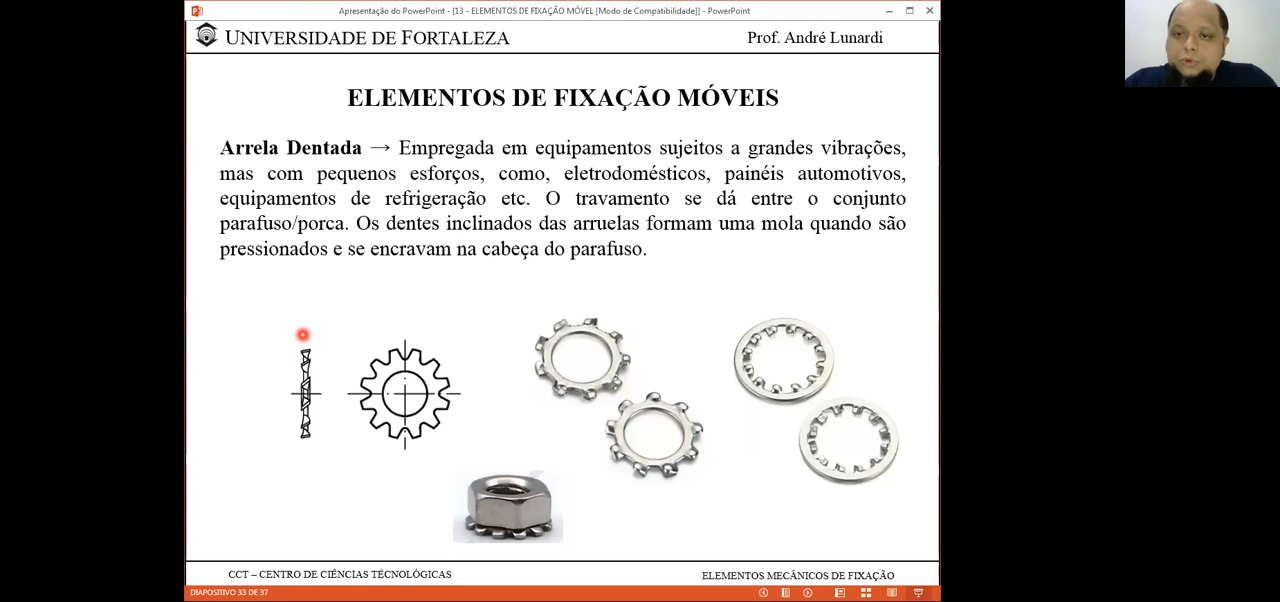 Apresentação do PowerPoint - [13 - ELEMENTOS DE FIXAÇÃO MÓVEL [Modo de Compatibilidade]] - PowerPoint
UNIVERSIDADE DE FORTALEZA
Prof. André Lunardi
ELEMENTOS DE FIXAÇÃO MÓVEIS
Arrela Dentada → Empregada em equipamentos sujeitos a grandes vibrações,
mas com pequenos esforços, como, eletrodomésticos, painéis automotivos,
equipamentos de refrigeração etc. O travamento se dá entre o conjunto
parafuso/porca. Os dentes inclinados das arruelas formam uma mola quando são
pressionados e se encravam na cabeça do parafuso.
CCT – CENTRO DE CIÊNCIAS TÉCNOLÓGICAS
ELEMENTOS MECÂNICOS DE FIXAÇÃO
DIAPOSITIVO 33 DE 37